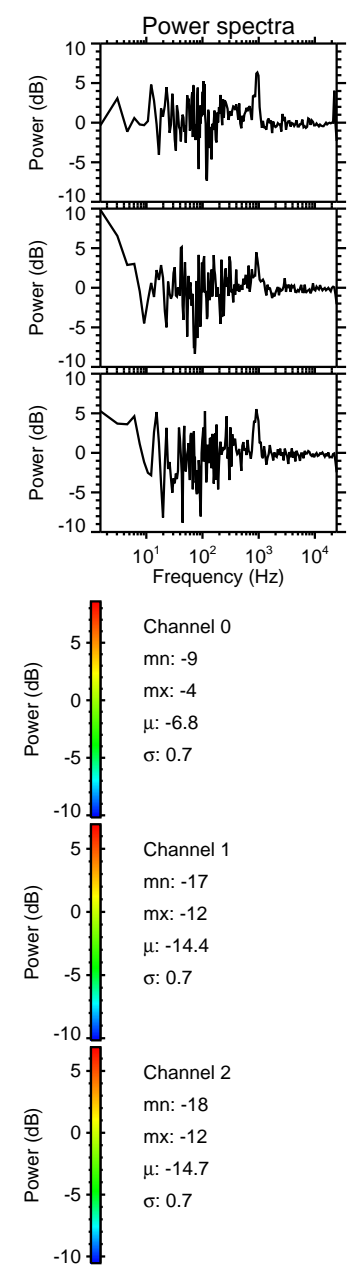 Power spectra
Power (dB)
10
5
0
-5
-10
Power (dB)
10
5
0
-5
-10
Power (dB)
10
5
0
-5
-10
10¹ 10² 10³ 10⁴
Frequency (Hz)
Power (dB)
5
0
-5
-10
Channel 0
mn: -9
mx: -4
μ: -6.8
σ: 0.7
Power (dB)
5
0
-5
-10
Channel 1
mn: -17
mx: -12
μ: -14.4
σ: 0.7
Power (dB)
5
0
-5
-10
Channel 2
mn: -18
mx: -12
μ: -14.7
σ: 0.7